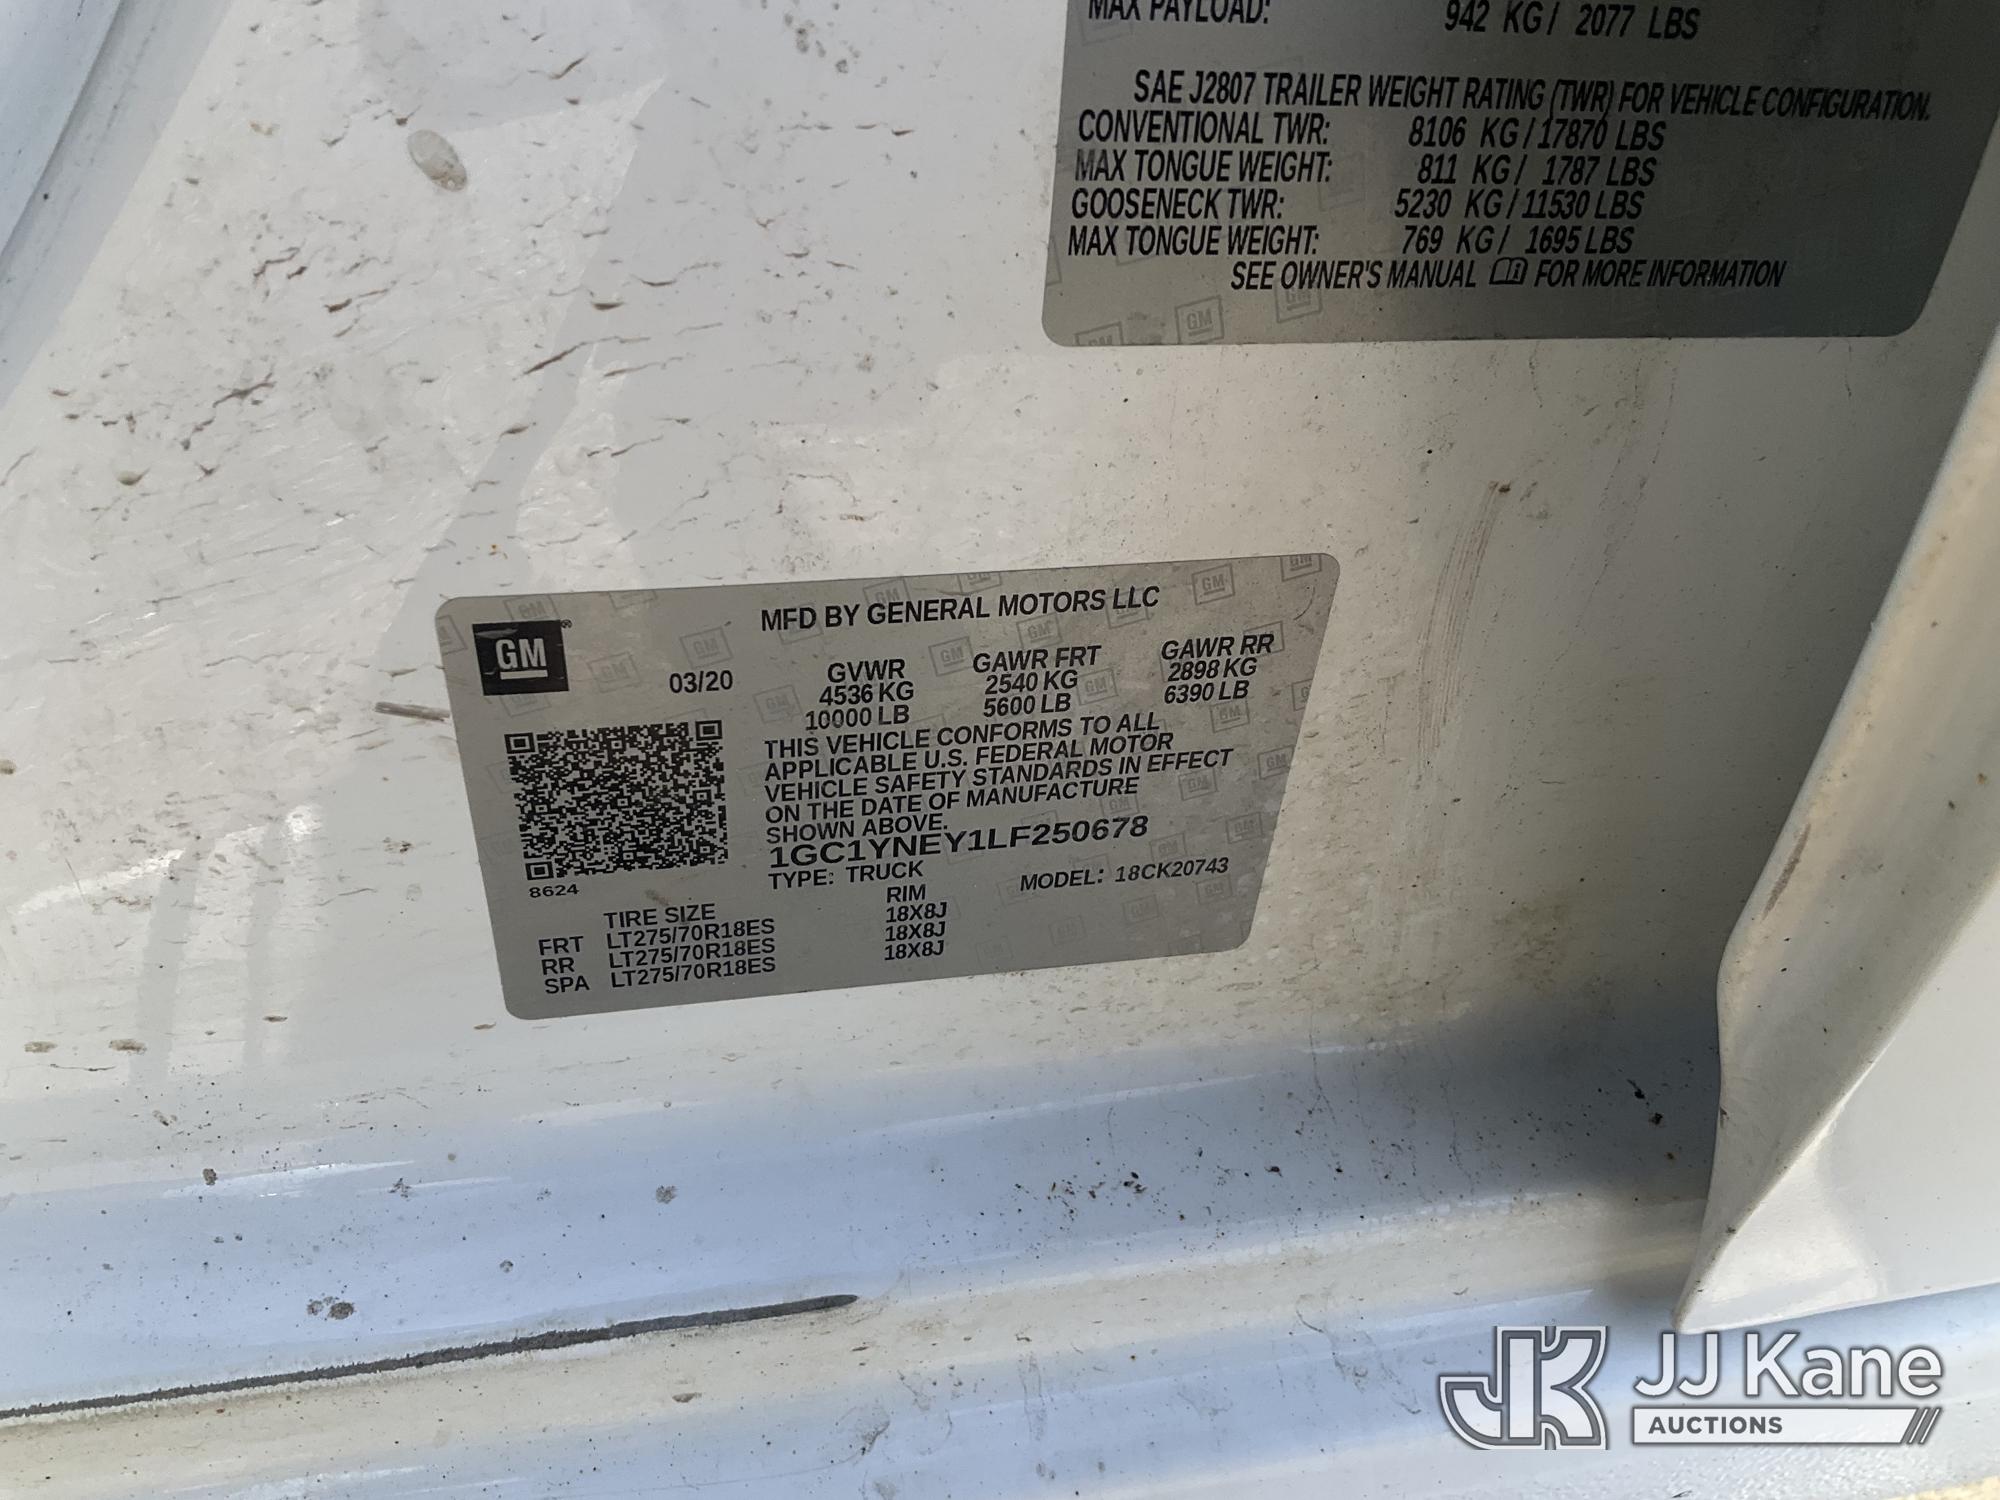 MAX PAYLOAD: 942 KG / 2077 LBS
SAE J2807 TRAILER WEIGHT RATING (TWR) FOR VEHICLE CONFIGURATION.
CONVENTIONAL TWR: 8106 KG / 17870 LBS
MAX TONGUE WEIGHT: 811 KG / 1787 LBS
GOOSENECK TWR: 5230 KG / 11530 LBS
MAX TONGUE WEIGHT: 769 KG / 1695 LBS
SEE OWNER'S MANUAL FOR MORE INFORMATION
MFD BY GENERAL MOTORS LLC
GM®
03/20 GVWR GAWR FRT GAWR RR
4536 KG 2540 KG 2898 KG
10000 LB 5600 LB 6390 LB
THIS VEHICLE CONFORMS TO ALL
APPLICABLE U.S. FEDERAL MOTOR
VEHICLE SAFETY STANDARDS IN EFFECT
ON THE DATE OF MANUFACTURE
SHOWN ABOVE.
1GC1YNEY1LF250678
TYPE: TRUCK MODEL: 18CK20743
8624
TIRE SIZE RIM
FRT LT275/70R18ES 18X8J
RR LT275/70R18ES 18X8J
SPA LT275/70R18ES 18X8J
JK JJ Kane
AUCTIONS